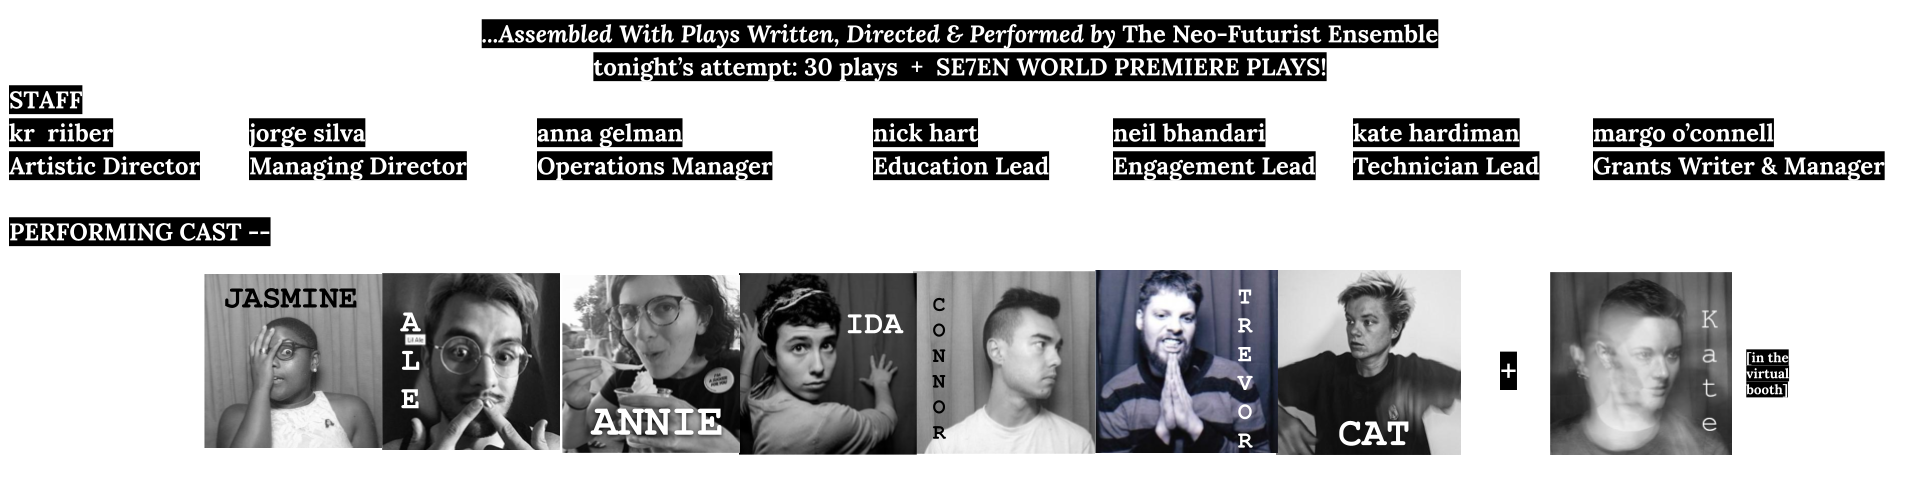 ...Assembled With Plays Written, Directed & Performed by The Neo-Futurist Ensemble
tonight's attempt: 30 plays + SE7EN WORLD PREMIERE PLAYS!
STAFF
kr riiber jorge silva anna gelman nick hart neil bhandari kate hardiman margo o'connell
Artistic Director Managing Director Operations Manager Education Lead Engagement Lead Technician Lead Grants Writer & Manager
PERFORMING CAST --
JASMINE
ALE
ANNIE
IDA
CONNOR
TREVOR
CAT
+
Kate
[in the
virtual
booth]